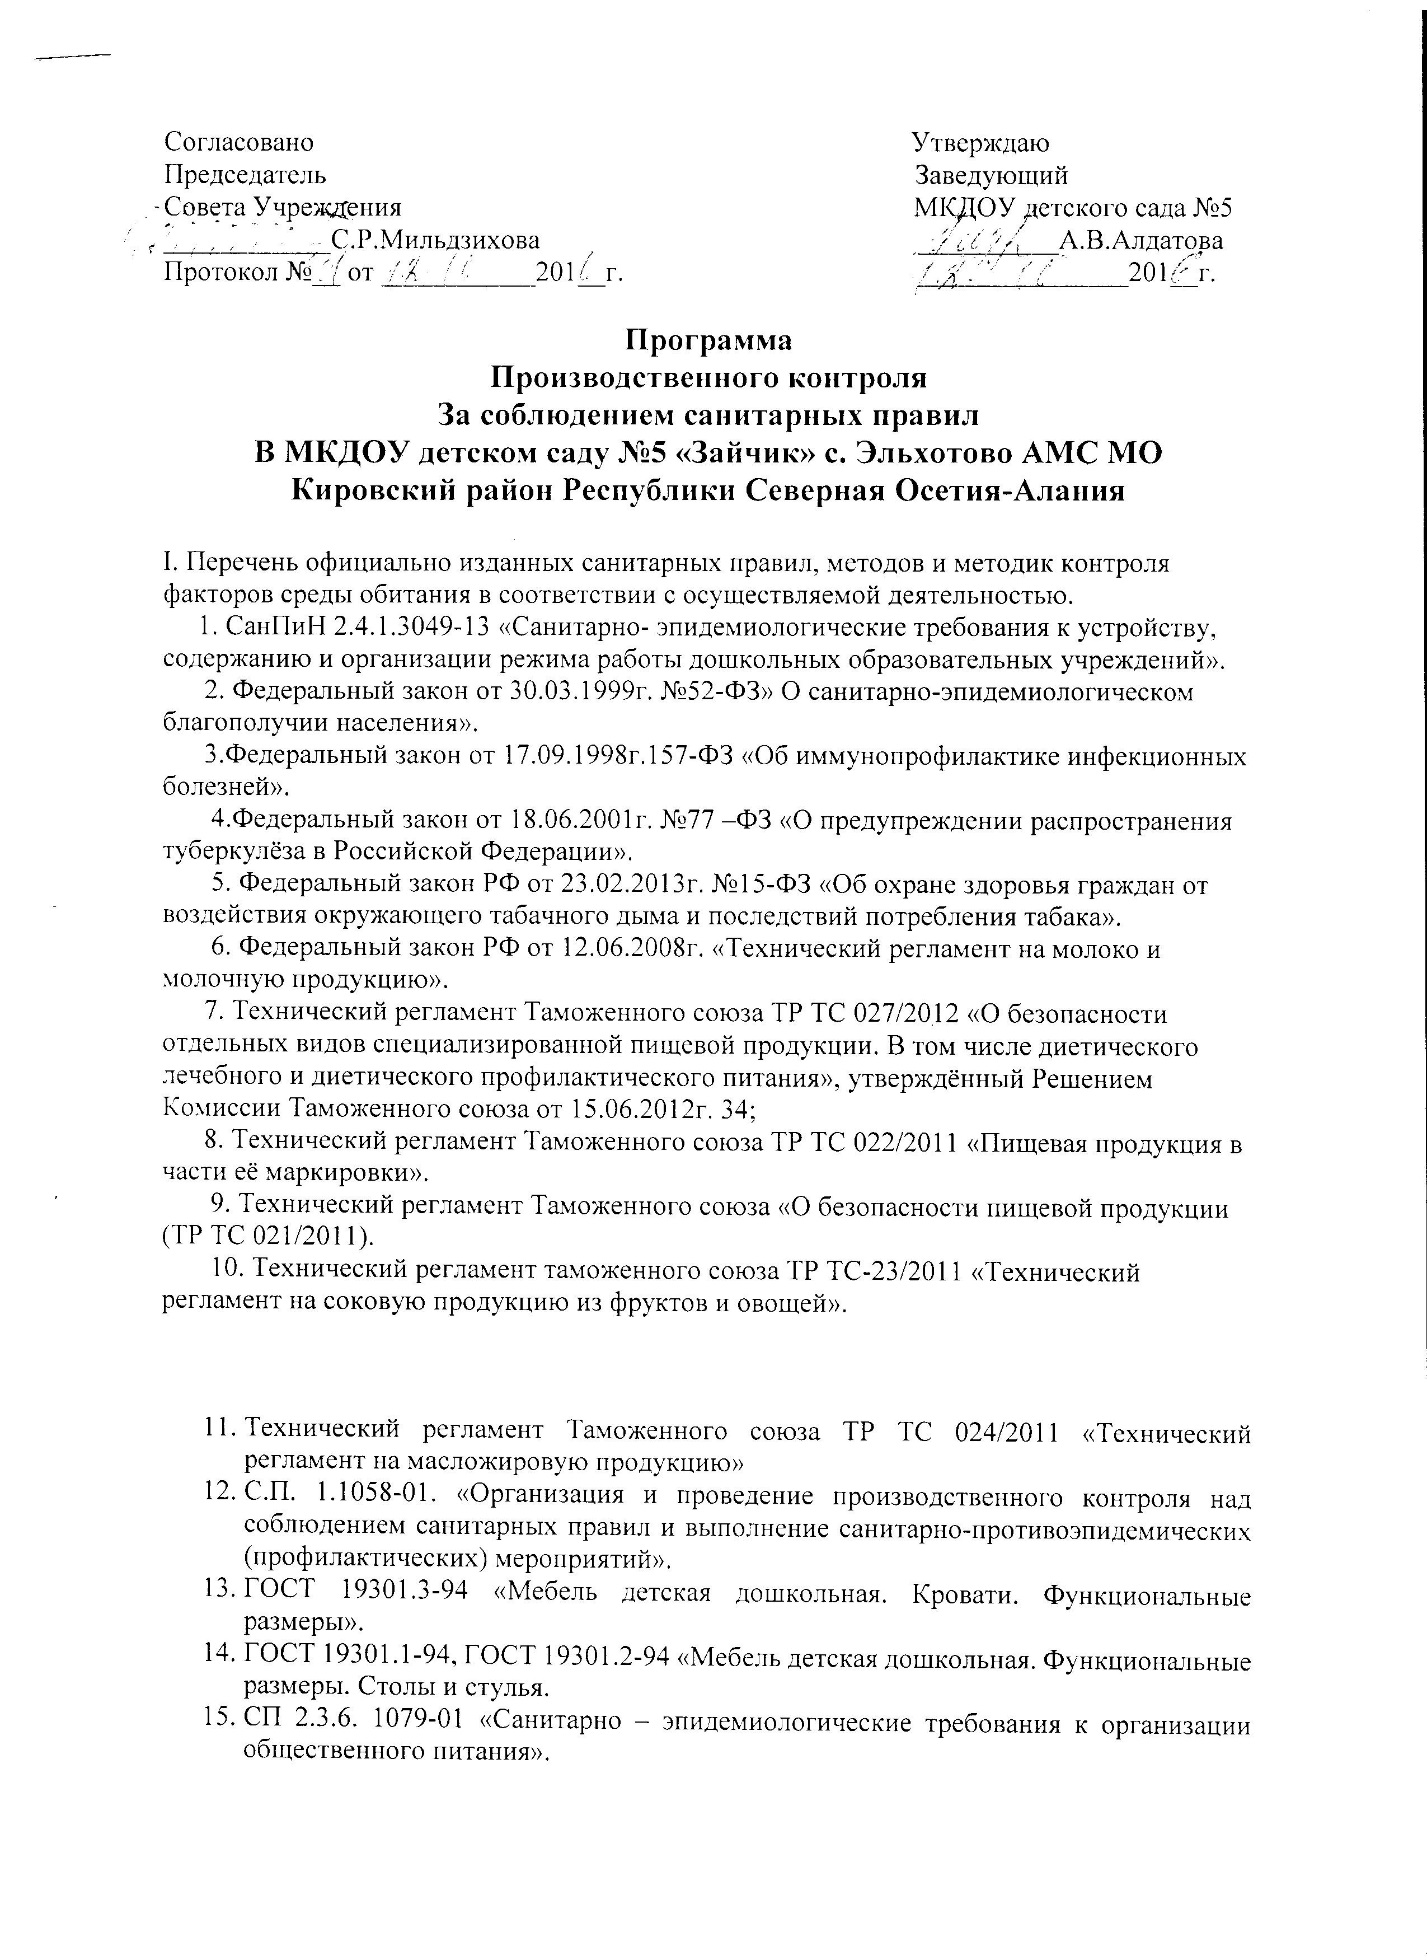 Согласовано Утверждаю
Председатель Заведующий
Совета Учреждения МКДОУ детского сада №5
С.Р.Мильдзихова А.В.Алдатова
Протокол № от 201 г. 201 г.
Программа
Производственного контроля
За соблюдением санитарных правил
В МКДОУ детском саду №5 «Зайчик» с. Эльхотово АМС МО
Кировский район Республики Северная Осетия-Алания
I. Перечень официально изданных санитарных правил, методов и методик контроля
факторов среды обитания в соответствии с осуществляемой деятельностью.
1. СанПиН 2.4.1.3049-13 «Санитарно- эпидемиологические требования к устройству,
содержанию и организации режима работы дошкольных образовательных учреждений».
2. Федеральный закон от 30.03.1999г. №52-ФЗ» О санитарно-эпидемиологическом
благополучии населения».
3.Федеральный закон от 17.09.1998г.157-ФЗ «Об иммунопрофилактике инфекционных
болезней».
4.Федеральный закон от 18.06.2001г. №77 –ФЗ «О предупреждении распространения
туберкулёза в Российской Федерации».
5. Федеральный закон РФ от 23.02.2013г. №15-ФЗ «Об охране здоровья граждан от
воздействия окружающего табачного дыма и последствий потребления табака».
6. Федеральный закон РФ от 12.06.2008г. «Технический регламент на молоко и
молочную продукцию».
7. Технический регламент Таможенного союза ТР ТС 027/2012 «О безопасности
отдельных видов специализированной пищевой продукции. В том числе диетического
лечебного и диетического профилактического питания», утверждённый Решением
Комиссии Таможенного союза от 15.06.2012г. 34;
8. Технический регламент Таможенного союза ТР ТС 022/2011 «Пищевая продукция в
части её маркировки».
9. Технический регламент Таможенного союза «О безопасности пищевой продукции
(ТР ТС 021/2011).
10. Технический регламент таможенного союза ТР ТС-23/2011 «Технический
регламент на соковую продукцию из фруктов и овощей».
11. Технический регламент Таможенного союза ТР ТС 024/2011 «Технический
регламент на масложировую продукцию»
12. С.П. 1.1058-01. «Организация и проведение производственного контроля над
соблюдением санитарных правил и выполнение санитарно-противоэпидемических
(профилактических) мероприятий».
13. ГОСТ 19301.3-94 «Мебель детская дошкольная. Кровати. Функциональные
размеры».
14. ГОСТ 19301.1-94, ГОСТ 19301.2-94 «Мебель детская дошкольная. Функциональные
размеры. Столы и стулья.
15. СП 2.3.6. 1079-01 «Санитарно – эпидемиологические требования к организации
общественного питания».